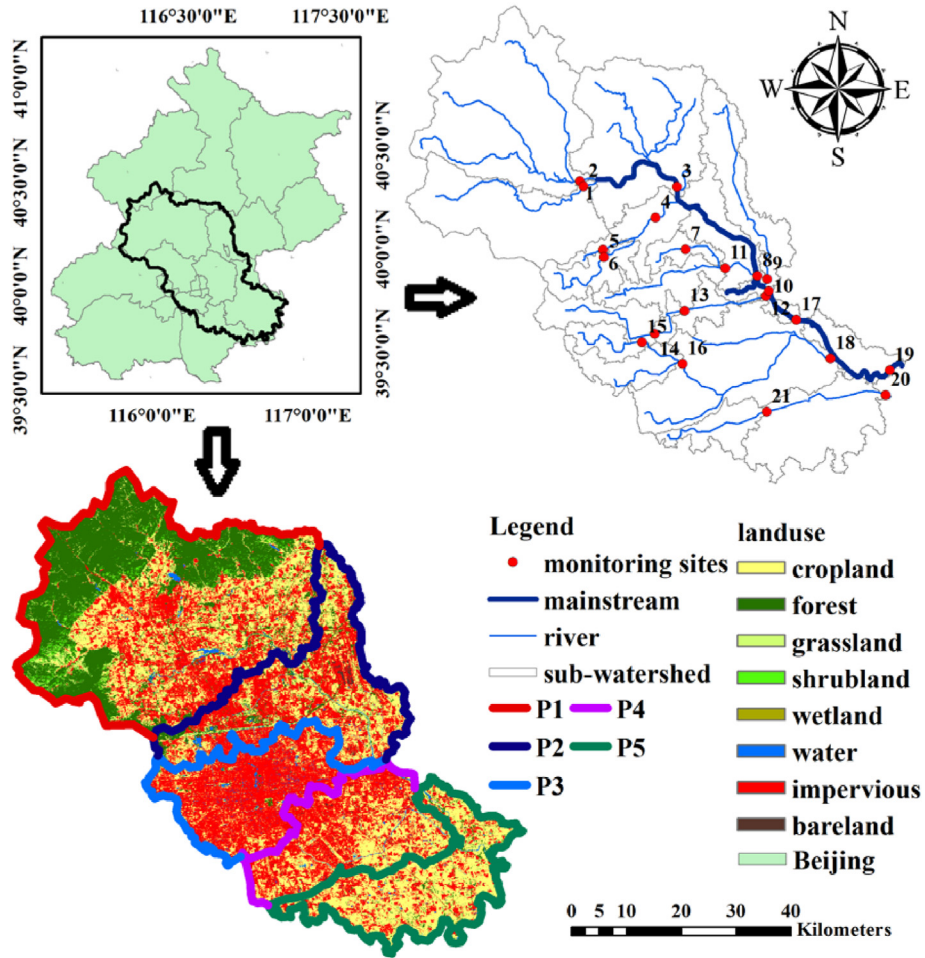 116°30'0"E
117°30'0"E
41°0'0"N
40°30'0"N
40°0'0"N
39°30'0"N
40°30'0"N
40°0'0"N
39°30'0"N
116°0'0"E
117°0'0"E
N
W
E
S
2
1
3
4
5
6
7
11
8
9
10
12
13
17
15
14
16
18
19
20
21
Legend
monitoring sites
mainstream
river
sub-watershed
P1
P4
P2
P5
P3
landuse
cropland
forest
grassland
shrubland
wetland
water
impervious
bareland
Beijing
0 5 10 20 30 40
Kilometers